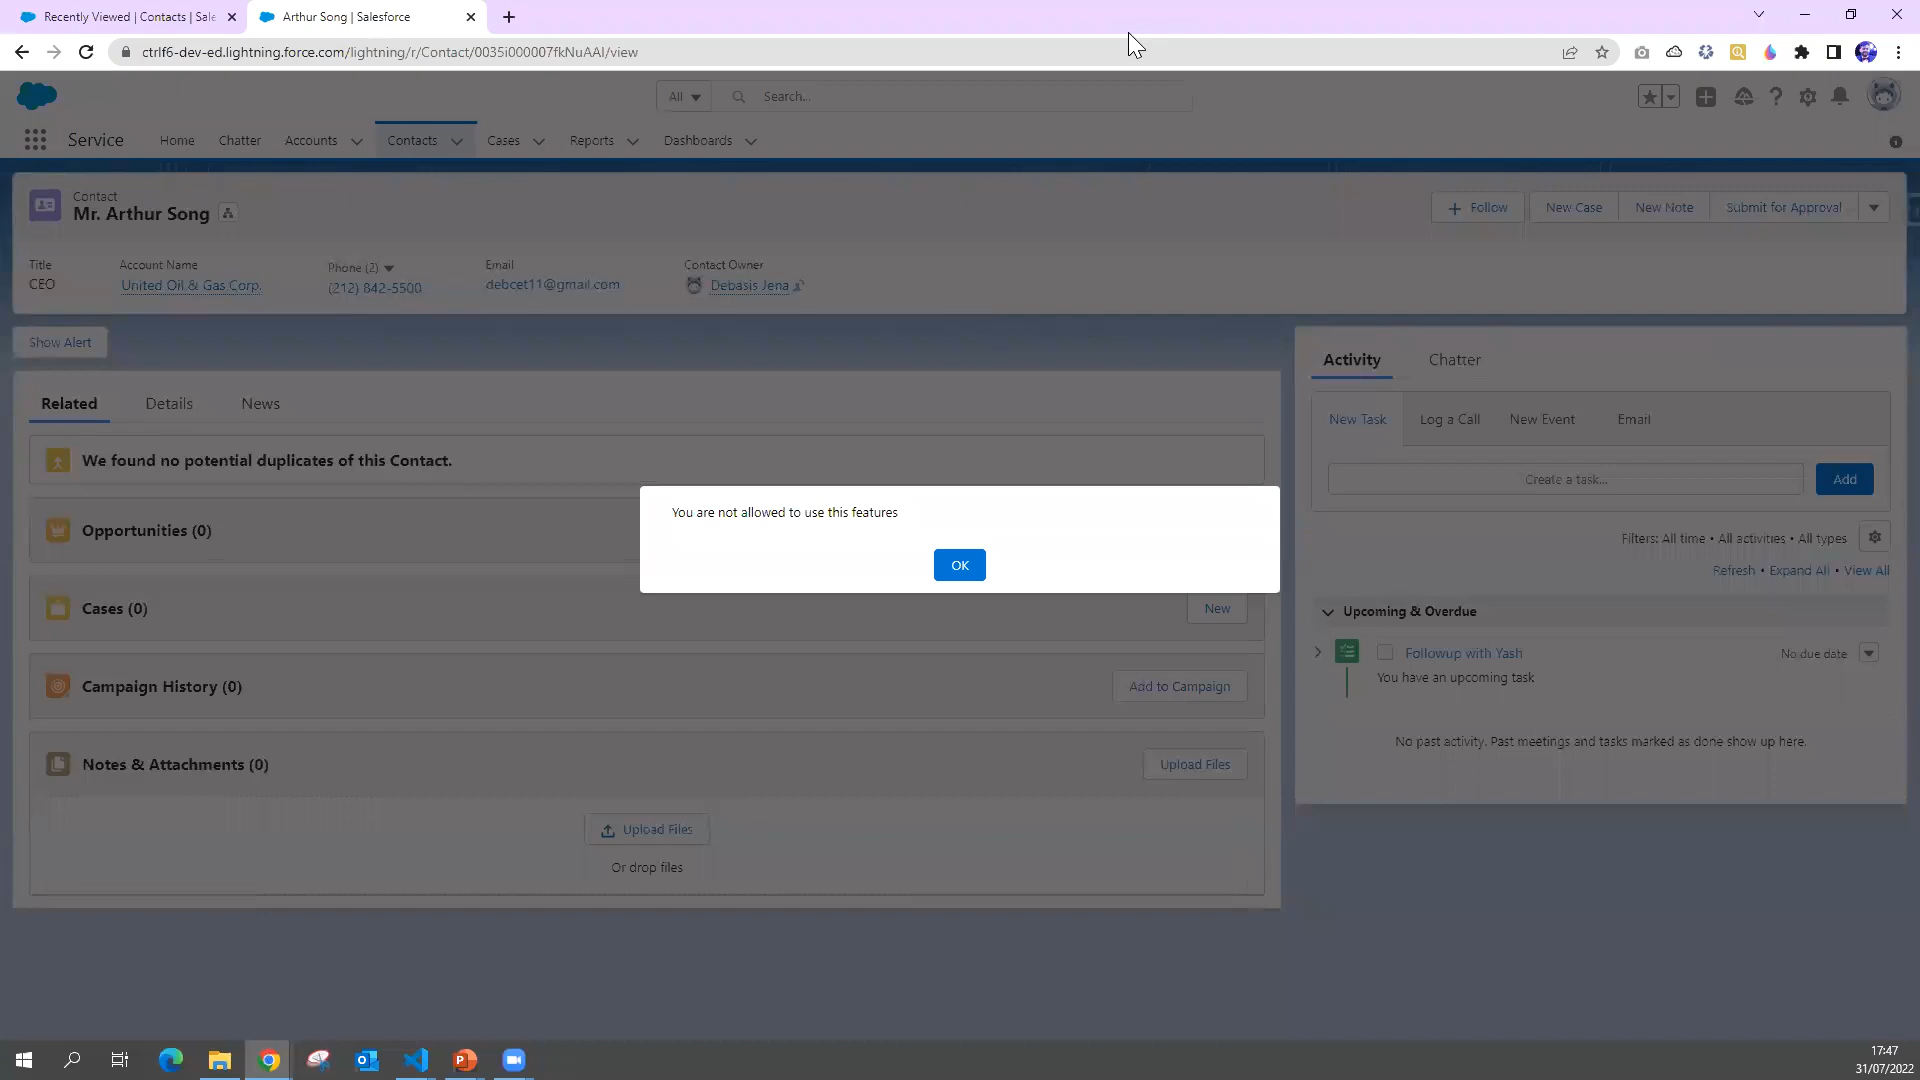 Recently Viewed | Contacts | Sale
Arthur Song | Salesforce
ctrlf6-dev-ed.lightning.force.com/lightning/r/Contact/0035i000007fkNuAAI/view
All
Search...
Service
Home
Chatter
Accounts
Contacts
Cases
Reports
Dashboards
Contact
Mr. Arthur Song
Follow
New Case
New Note
Submit for Approval
Title
Account Name
Phone (2)
Email
Contact Owner
CEO
United Oil & Gas Corp.
(212) 842-5500
debcet11@gmail.com
Debasis Jena
Show Alert
Related
Details
News
We found no potential duplicates of this Contact.
Opportunities (0)
Cases (0)
New
Campaign History (0)
Add to Campaign
Notes & Attachments (0)
Upload Files
Upload Files
Or drop files
You are not allowed to use this features
OK
Activity
Chatter
New Task
Log a Call
New Event
Email
Create a task...
Add
Filters: All time • All activities • All types
Refresh • Expand All • View All
Upcoming & Overdue
Followup with Yash
No due date
You have an upcoming task
No past activity. Past meetings and tasks marked as done show up here.
17:47
31/07/2022